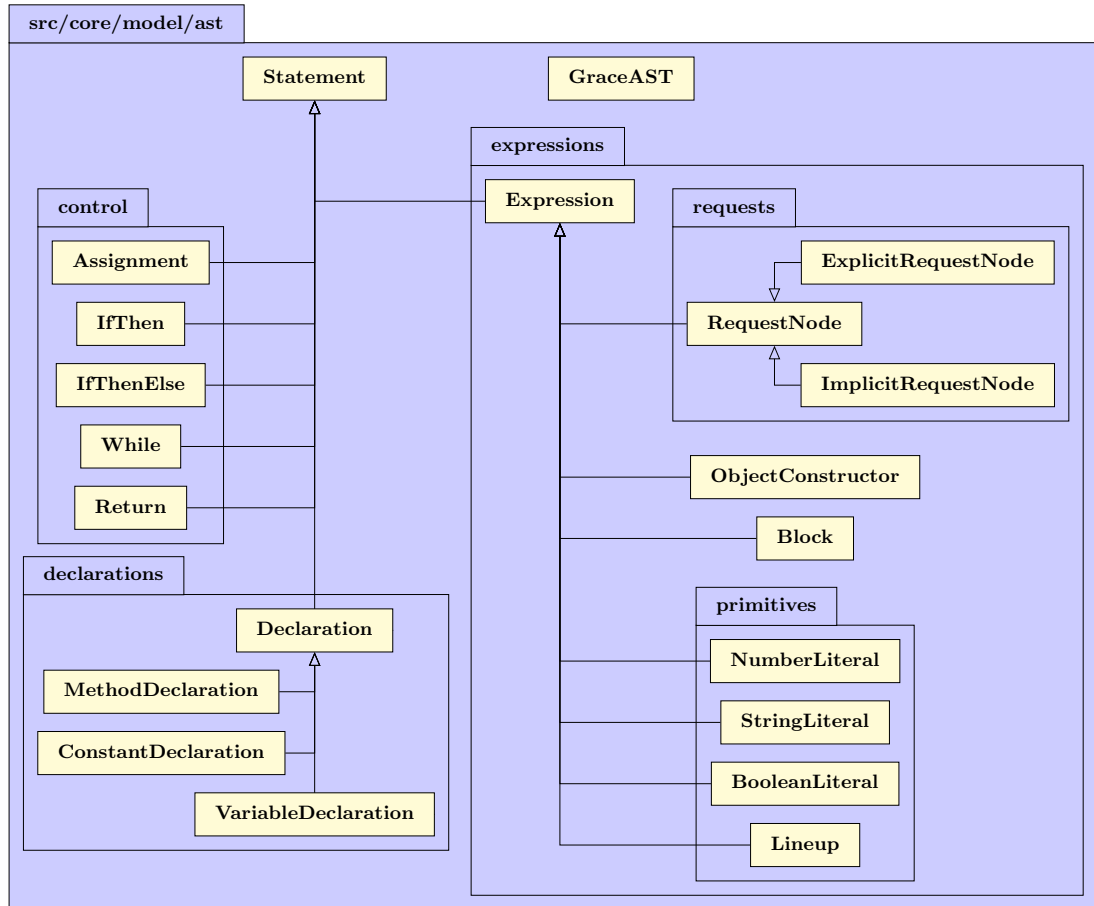 src/core/model/ast
Statement
GraceAST
expressions
Expression
control
requests
Assignment
ExplicitRequestNode
IfThen
RequestNode
IfThenElse
ImplicitRequestNode
While
ObjectConstructor
Return
Block
declarations
primitives
Declaration
NumberLiteral
MethodDeclaration
StringLiteral
ConstantDeclaration
BooleanLiteral
VariableDeclaration
Lineup